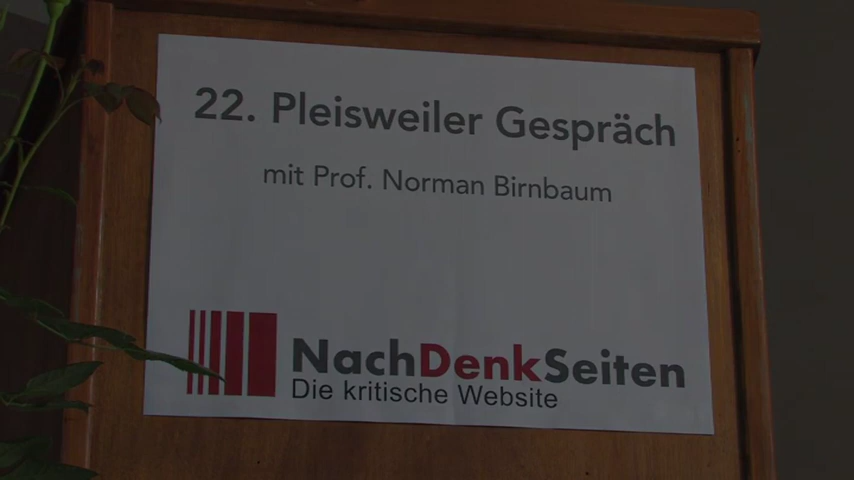 22. Pleisweiler Gespräch
mit Prof. Norman Birnbaum
NachDenkSeiten
Die kritische Website